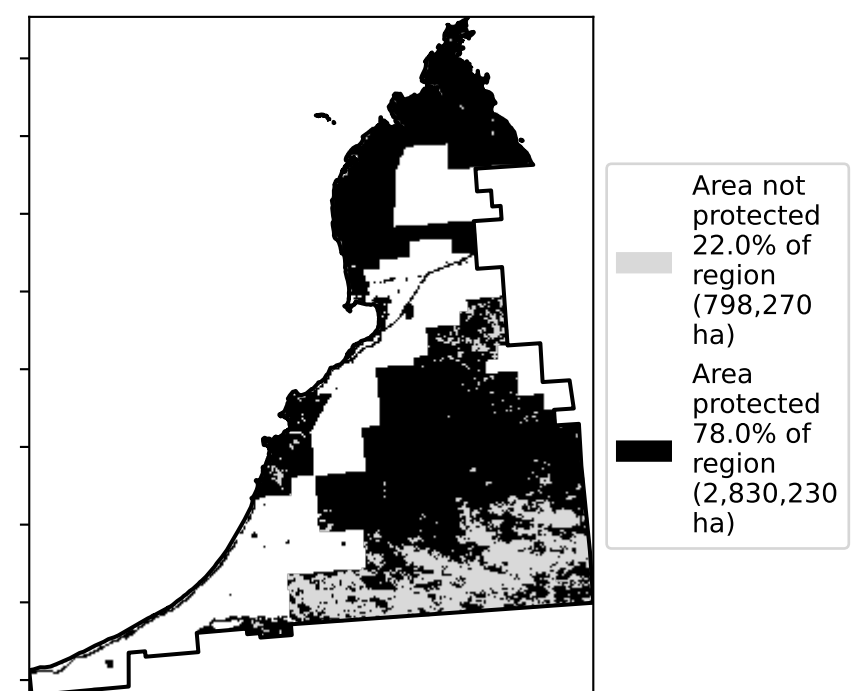 Area not
protected
22.0% of
region
(798,270
ha)
Area
protected
78.0% of
region
(2,830,230
ha)